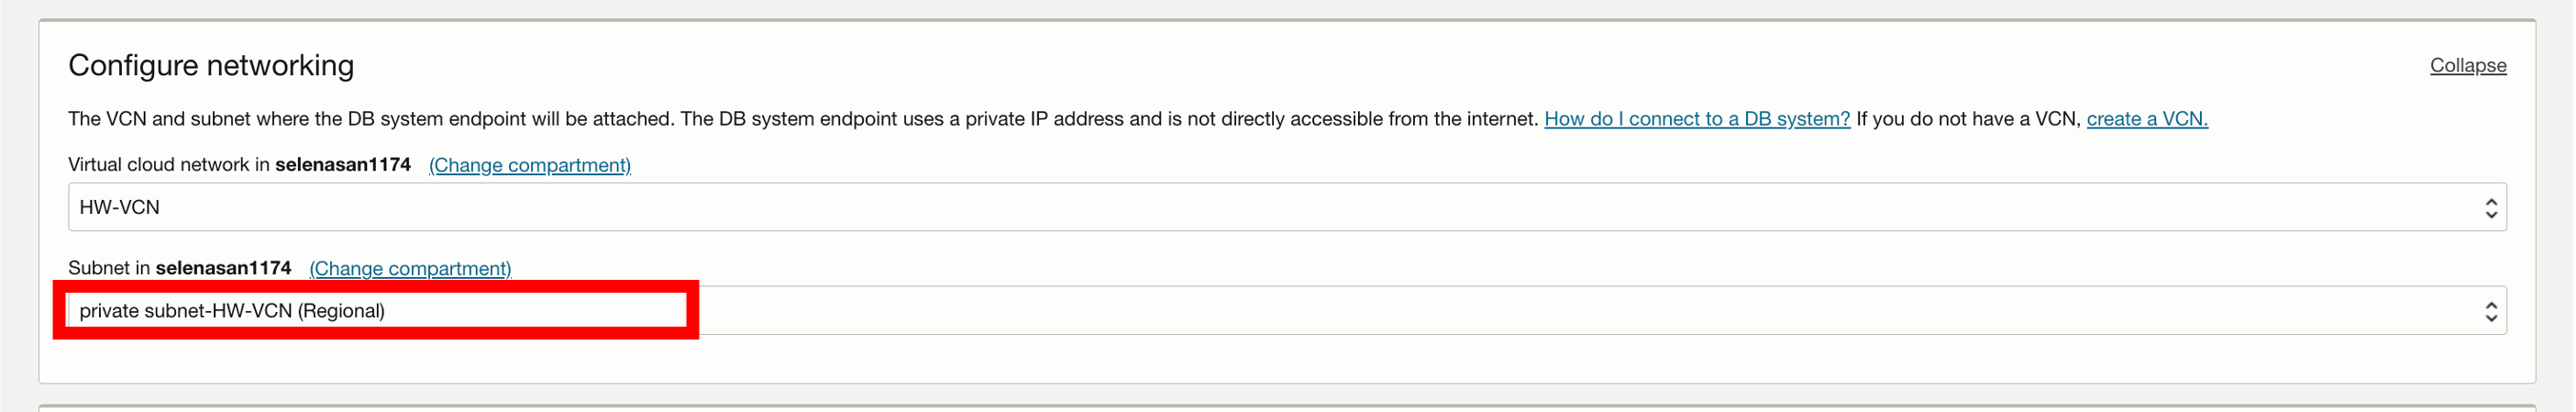 Configure networking
Collapse
The VCN and subnet where the DB system endpoint will be attached. The DB system endpoint uses a private IP address and is not directly accessible from the internet. How do I connect to a DB system? If you do not have a VCN, create a VCN.
Virtual cloud network in selenasan1174 (Change compartment)
HW-VCN
Subnet in selenasan1174 (Change compartment)
private subnet-HW-VCN (Regional)